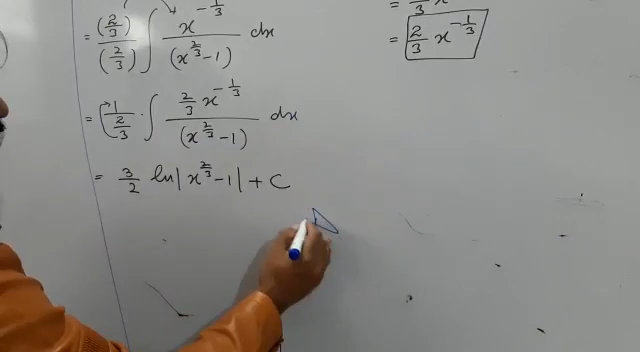 = (2/3)/(2/3) ∫ x^{-1/3}/(x^{2/3}-1) dx
= 1/(2/3) · ∫ (2/3 x^{-1/3})/(x^{2/3}-1) dx
= 3/2 ln|x^{2/3}-1| + C
= 2/3 x^{-1/3}